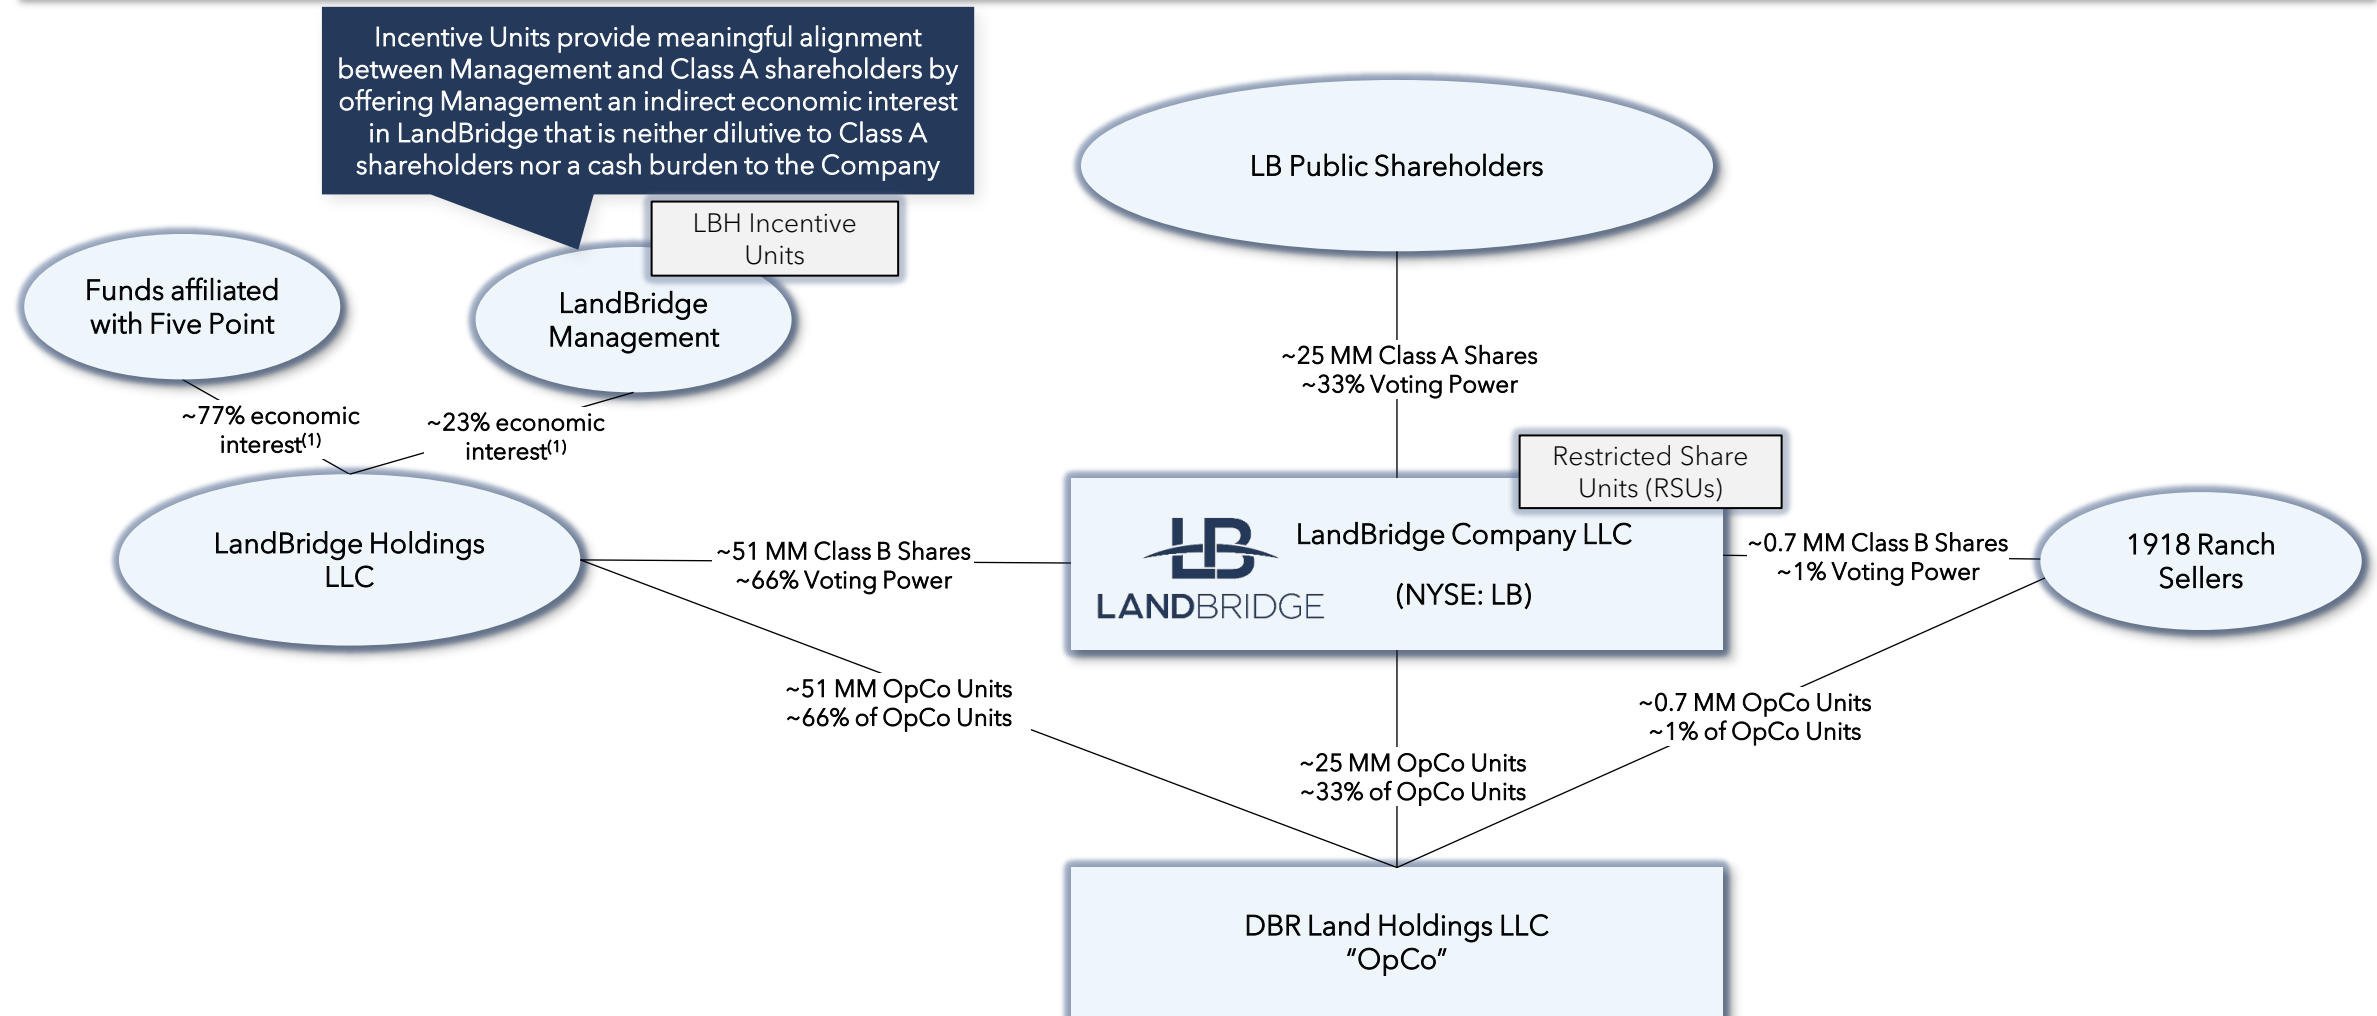 Incentive Units provide meaningful alignment
between Management and Class A shareholders by
offering Management an indirect economic interest
in LandBridge that is neither dilutive to Class A
shareholders nor a cash burden to the Company
LBH Incentive
Units
LB Public Shareholders
Funds affiliated
with Five Point
LandBridge
Management
~25 MM Class A Shares
~33% Voting Power
~77% economic
interest(1)
~23% economic
interest(1)
Restricted Share
Units (RSUs)
LandBridge Holdings
LLC
~51 MM Class B Shares
~66% Voting Power
LB
LANDBRIDGE
LandBridge Company LLC
(NYSE: LB)
~0.7 MM Class B Shares
~1% Voting Power
1918 Ranch
Sellers
~51 MM OpCo Units
~66% of OpCo Units
~25 MM OpCo Units
~33% of OpCo Units
~0.7 MM OpCo Units
~1% of OpCo Units
DBR Land Holdings LLC
“OpCo”